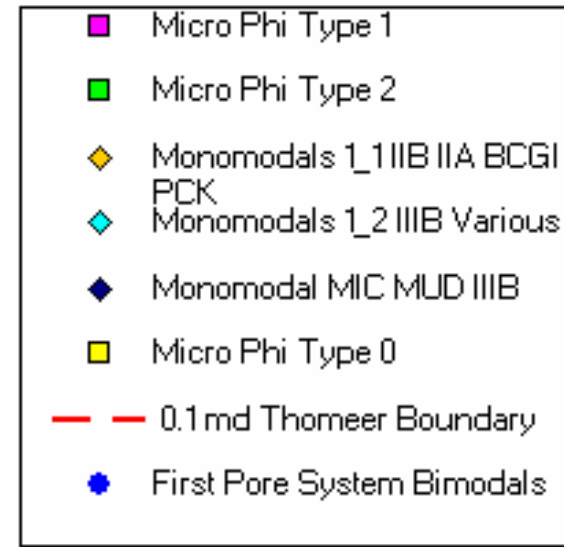 Micro Phi Type 1
Micro Phi Type 2
Monomodals 1_1 IIB IIA BCGI
PCK
Monomodals 1_2 IIIB Various
Monomodal MIC MUD IIIB
Micro Phi Type 0
0.1md Thomeer Boundary
First Pore System Bimodals